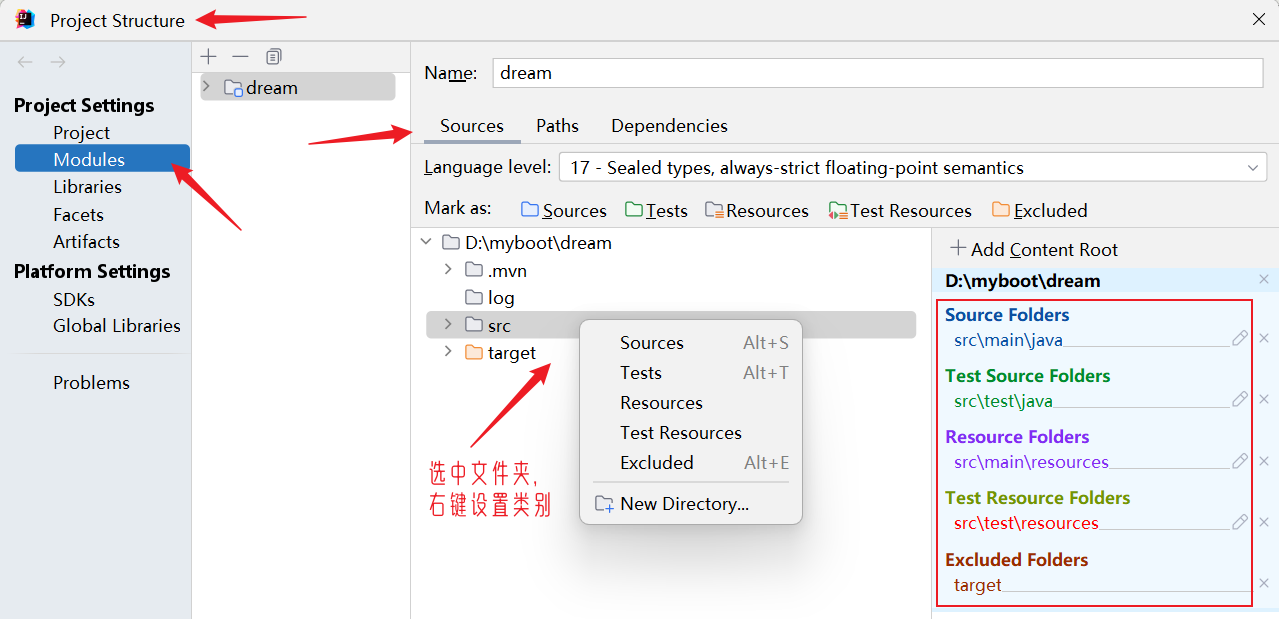 Project Structure
Project Settings
Project
Modules
Libraries
Facets
Artifacts
Platform Settings
SDKs
Global Libraries
Problems
dream
Name: dream
Sources Paths Dependencies
Language level: 17 - Sealed types, always-strict floating-point semantics
Mark as: Sources Tests Resources Test Resources Excluded
D:\myboot\dream
.mvn
log
src
target
Sources Alt+S
Tests Alt+T
Resources
Test Resources
Excluded Alt+E
New Directory...
选中文件夹,
右键设置类别
Add Content Root
D:\myboot\dream
Source Folders
src\main\java
Test Source Folders
src\test\java
Resource Folders
src\main\resources
Test Resource Folders
src\test\resources
Excluded Folders
target